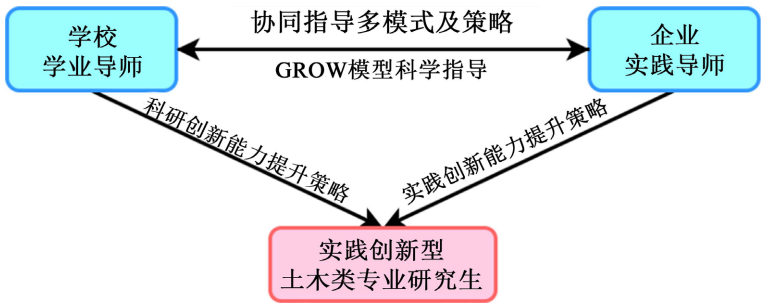 协同指导多模式及策略
学校
学业导师
企业
实践导师
GROW模型科学指导
科研创新能力提升策略
实践创新能力提升策略
实践创新型
土木类专业研究生